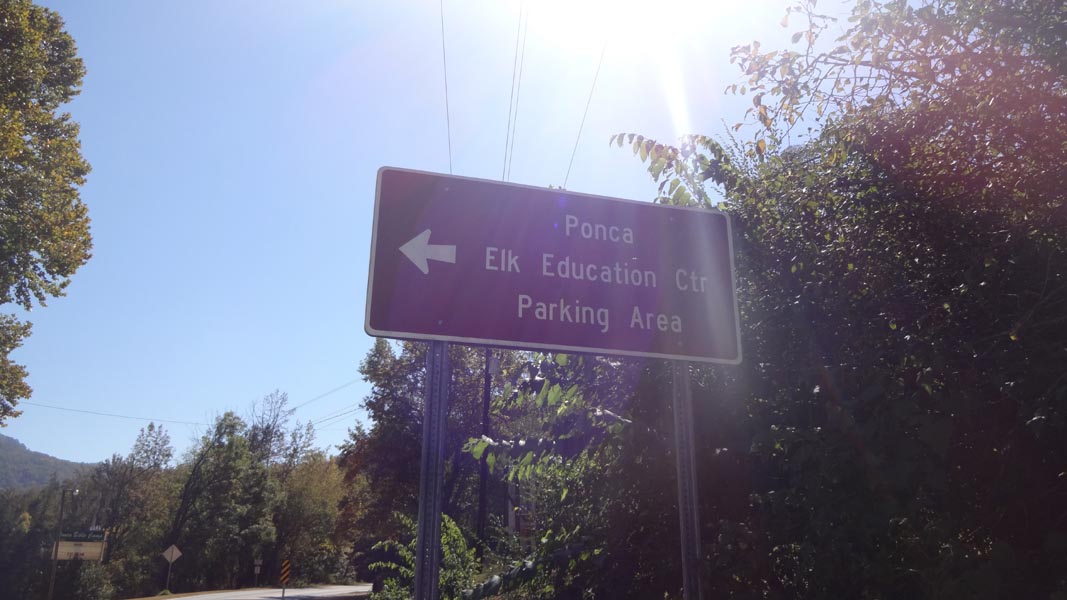 Ponca
Elk Education Ctr
Parking Area